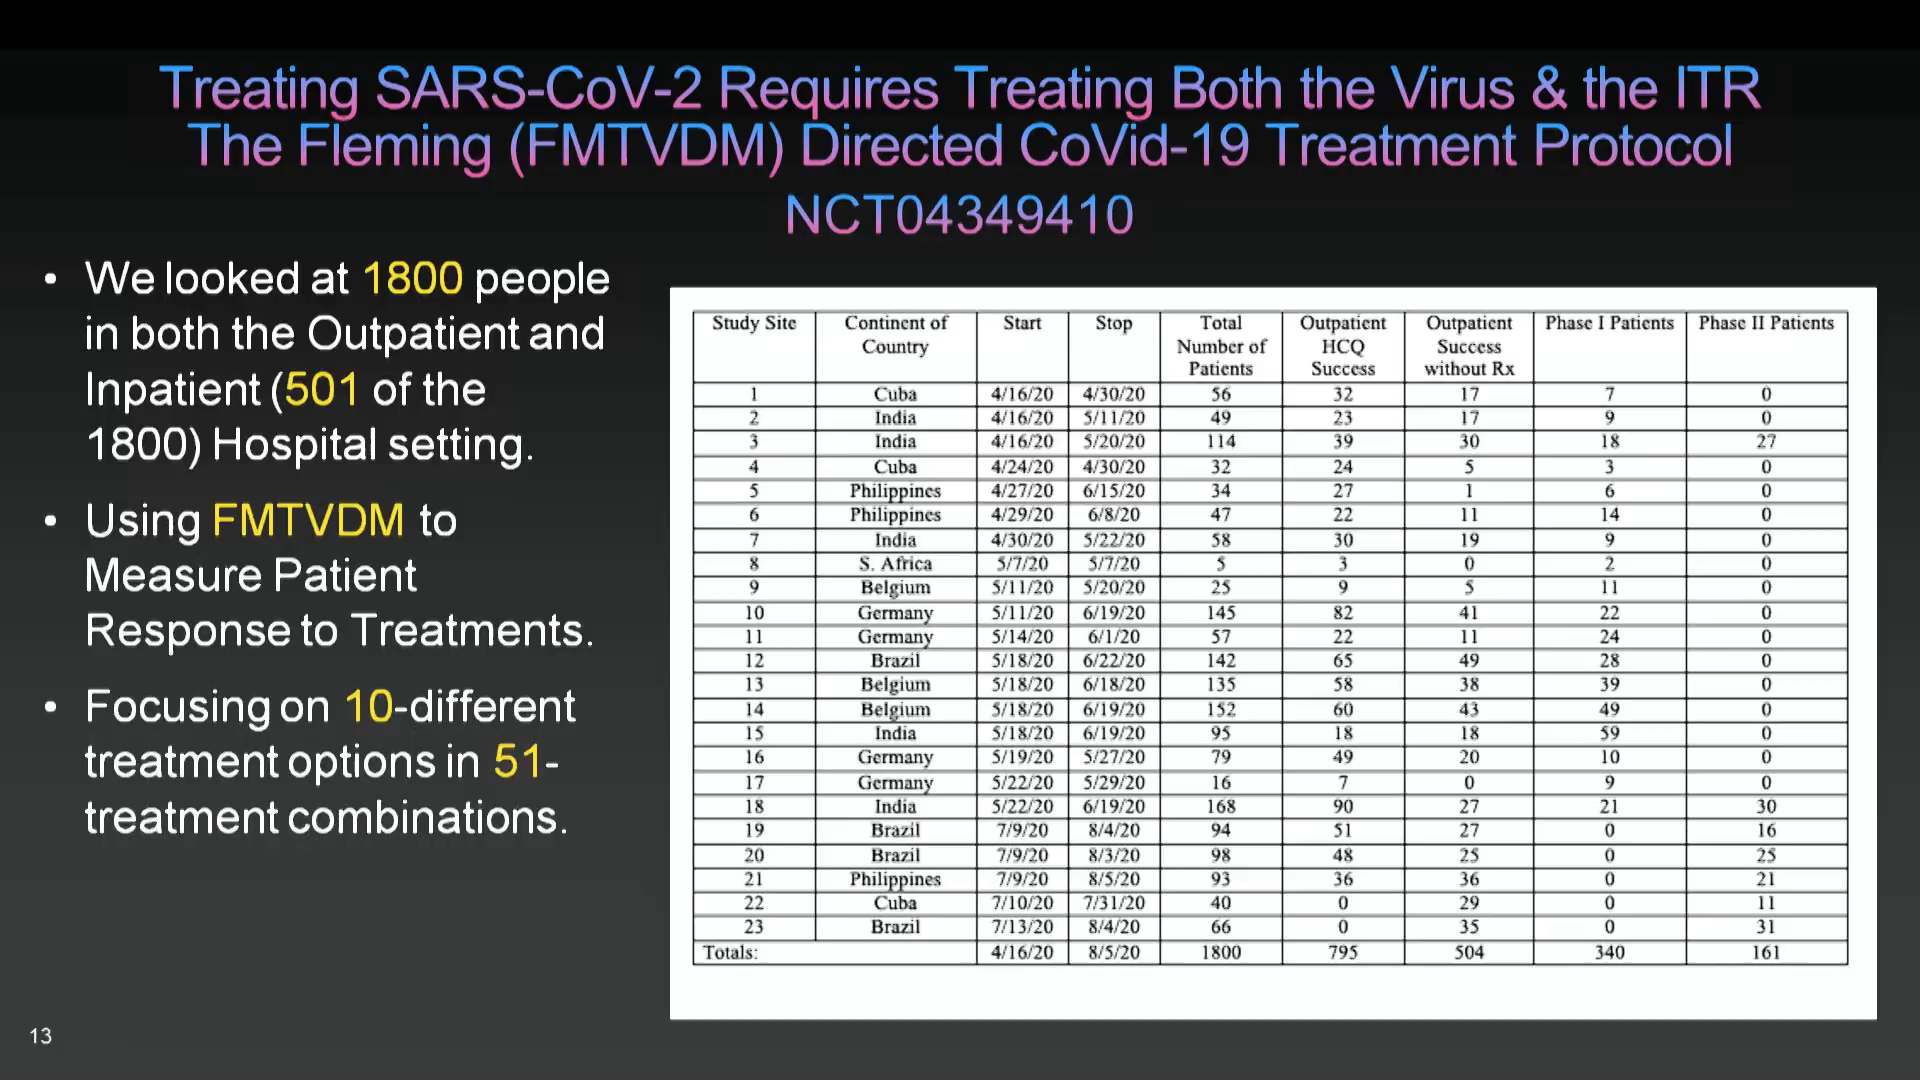 Treating SARS-CoV-2 Requires Treating Both the Virus & the ITR
The Fleming (FMTVDM) Directed CoVid-19 Treatment Protocol
NCT04349410
• We looked at 1800 people
in both the Outpatient and
Inpatient (501 of the
1800) Hospital setting.
• Using FMTVDM to
Measure Patient
Response to Treatments.
• Focusing on 10-different
treatment options in 51-
treatment combinations.
Study Site Continent of Country Start Stop Total Number of Patients Outpatient HCQ Success Outpatient Success without Rx Phase I Patients Phase II Patients
1 Cuba 4/16/20 4/30/20 56 32 17 7 0
2 India 4/16/20 5/11/20 49 23 17 9 0
3 India 4/16/20 5/20/20 114 39 30 18 27
4 Cuba 4/24/20 4/30/20 32 24 5 3 0
5 Philippines 4/27/20 6/15/20 34 27 1 6 0
6 Philippines 4/29/20 6/8/20 47 22 11 14 0
7 India 4/30/20 5/22/20 58 30 19 9 0
8 S. Africa 5/7/20 5/7/20 5 3 0 2 0
9 Belgium 5/11/20 5/20/20 25 9 5 11 0
10 Germany 5/11/20 6/19/20 145 82 41 22 0
11 Germany 5/14/20 6/1/20 57 22 11 24 0
12 Brazil 5/18/20 6/22/20 142 65 49 28 0
13 Belgium 5/18/20 6/18/20 135 58 38 39 0
14 Belgium 5/18/20 6/19/20 152 60 43 49 0
15 India 5/18/20 6/19/20 95 18 18 59 0
16 Germany 5/19/20 5/27/20 79 49 20 10 0
17 Germany 5/22/20 5/29/20 16 7 0 9 0
18 India 5/22/20 6/19/20 168 90 27 21 30
19 Brazil 7/9/20 8/4/20 94 51 27 0 16
20 Brazil 7/9/20 8/3/20 98 48 25 0 25
21 Philippines 7/9/20 8/5/20 93 36 36 0 21
22 Cuba 7/10/20 7/31/20 40 0 29 0 11
23 Brazil 7/13/20 8/4/20 66 0 35 0 31
Totals: 4/16/20 8/5/20 1800 795 504 340 161
13